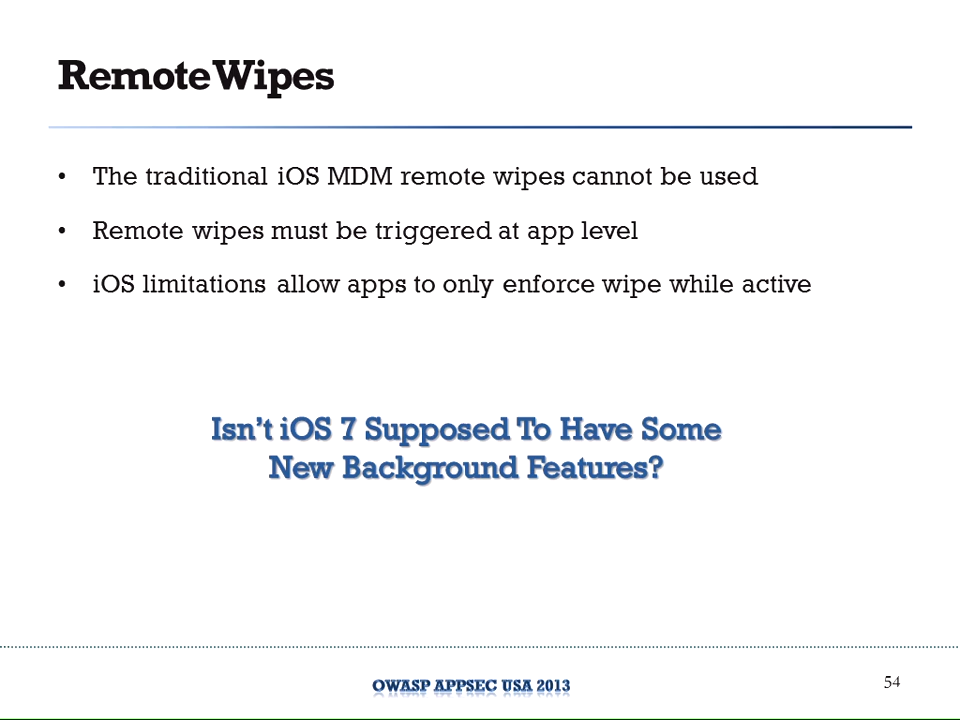 Remote Wipes
• The traditional iOS MDM remote wipes cannot be used
• Remote wipes must be triggered at app level
• iOS limitations allow apps to only enforce wipe while active
Isn’t iOS 7 Supposed To Have Some
New Background Features?
OWASP APPSEC USA 2013
54